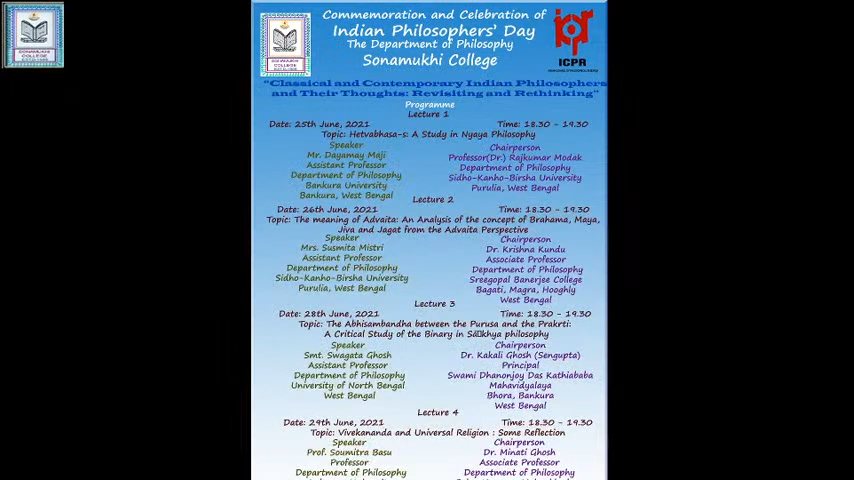 SONAMUKHI
COLLEGE
Commemoration and Celebration of
Indian Philosophers' Day
The Department of Philosophy
Sonamukhi College
ICPR
SONAMUKHI
COLLEGE
"Classical and Contemporary Indian Philosophers
and Their Thoughts: Revisiting and Rethinking"
Programme
Lecture 1
Date: 25th June, 2021 Time: 18.30 - 19.30
Topic: Hetvabhasa-s: A Study in Nyaya Philosophy
Speaker
Mr. Dayamay Maji
Assistant Professor
Department of Philosophy
Bankura University
Bankura, West Bengal
Chairperson
Professor(Dr.) Rajkumar Modak
Department of Philosophy
Sidho-Kanho-Birsha University
Purulia, West Bengal
Lecture 2
Date: 26th June, 2021 Time: 18.30 - 19.30
Topic: The meaning of Advaita: An Analysis of the concept of Brahama, Maya,
Jiva and Jagat from the Advaita Perspective
Speaker
Mrs. Susmita Mistri
Assistant Professor
Department of Philosophy
Sidho-Kanho-Birsha University
Purulia, West Bengal
Chairperson
Dr. Krishna Kundu
Associate Professor
Department of Philosophy
Sreegopal Banerjee College
Bagati, Magra, Hooghly
West Bengal
Lecture 3
Date: 28th June, 2021 Time: 18.30 - 19.30
Topic: The Abhisambandha between the Purusa and the Prakrti:
A Critical Study of the Binary in Sā□khya philosophy
Speaker
Smt. Swagata Ghosh
Assistant Professor
Department of Philosophy
University of North Bengal
West Bengal
Chairperson
Dr. Kakali Ghosh (Sengupta)
Principal
Swami Dhanonjoy Das Kathiababa
Mahavidyalaya
Bhora, Bankura
West Bengal
Lecture 4
Date: 29th June, 2021 Time: 18.30 - 19.30
Topic: Vivekananda and Universal Religion : Some Reflection
Speaker
Prof. Soumitra Basu
Professor
Department of Philosophy
Chairperson
Dr. Minati Ghosh
Associate Professor
Department of Philosophy